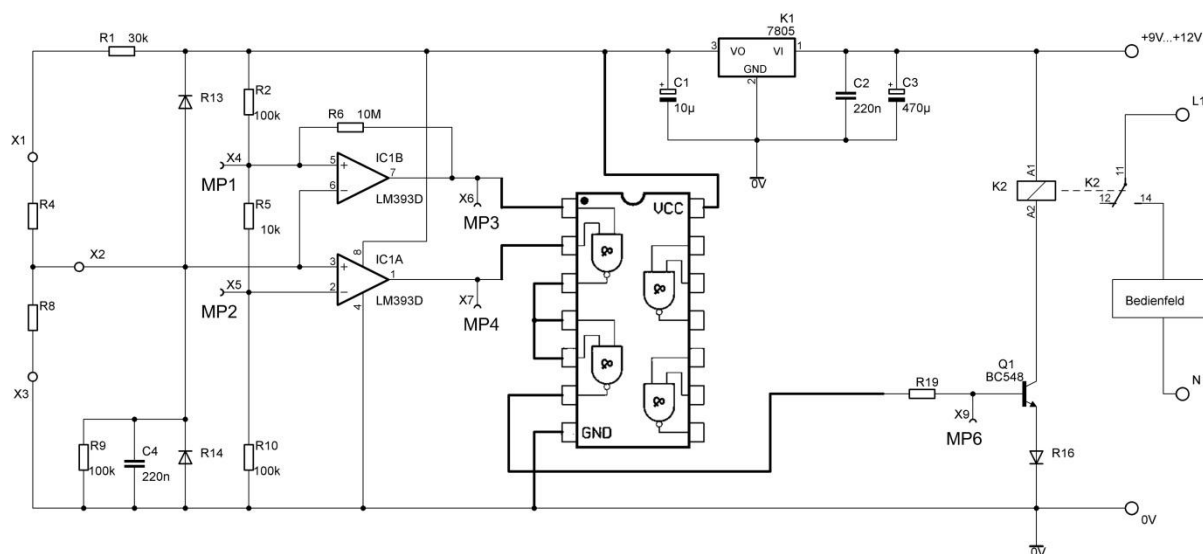 K1
7805
R1 30k
3 VO VI 1
GND
2
+9V...+12V
R13
R2
100k
R6 10M
+ C1
10µ
C2
220n
+ C3
470µ
L1
X1
X4
MP1
5 +
6 −
IC1B
7
LM393D
X6
MP3
0V
VCC
A1
K2
A2
K2
11
12
14
R4
R5
10k
X2
8
3 +
2 −
IC1A
1
LM393D
4
X5
MP2
X7
MP4
&
&
&
&
R8
X3
Bedienfeld
Q1
BC548
R19
X9
MP6
N
GND
R9
100k
C4
220n
R14
R10
100k
R16
0V
0V